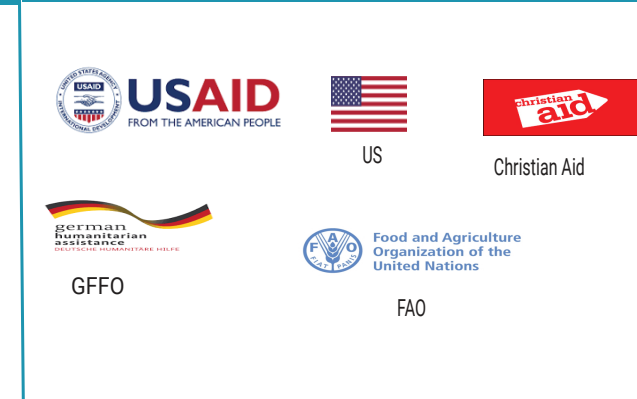 UNITED STATES AGENCY
USAID
INTERNATIONAL DEVELOPMENT
USAID
FROM THE AMERICAN PEOPLE
US
christian
aid
Christian Aid
german
humanitarian
assistance
DEUTSCHE HUMANITÄRE HILFE
GFFO
F A O
FIAT PANIS
Food and Agriculture
Organization of the
United Nations
FAO